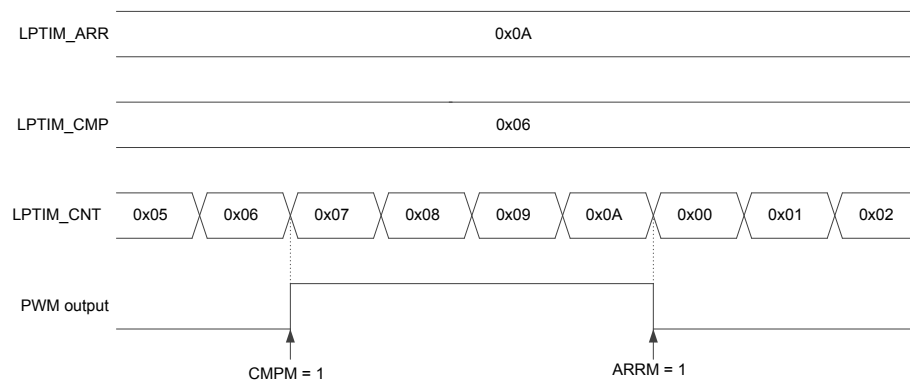 LPTIM_ARR 0x0A
LPTIM_CMP 0x06
LPTIM_CNT 0x05 0x06 0x07 0x08 0x09 0x0A 0x00 0x01 0x02
PWM output
CMPM = 1 ARRM = 1